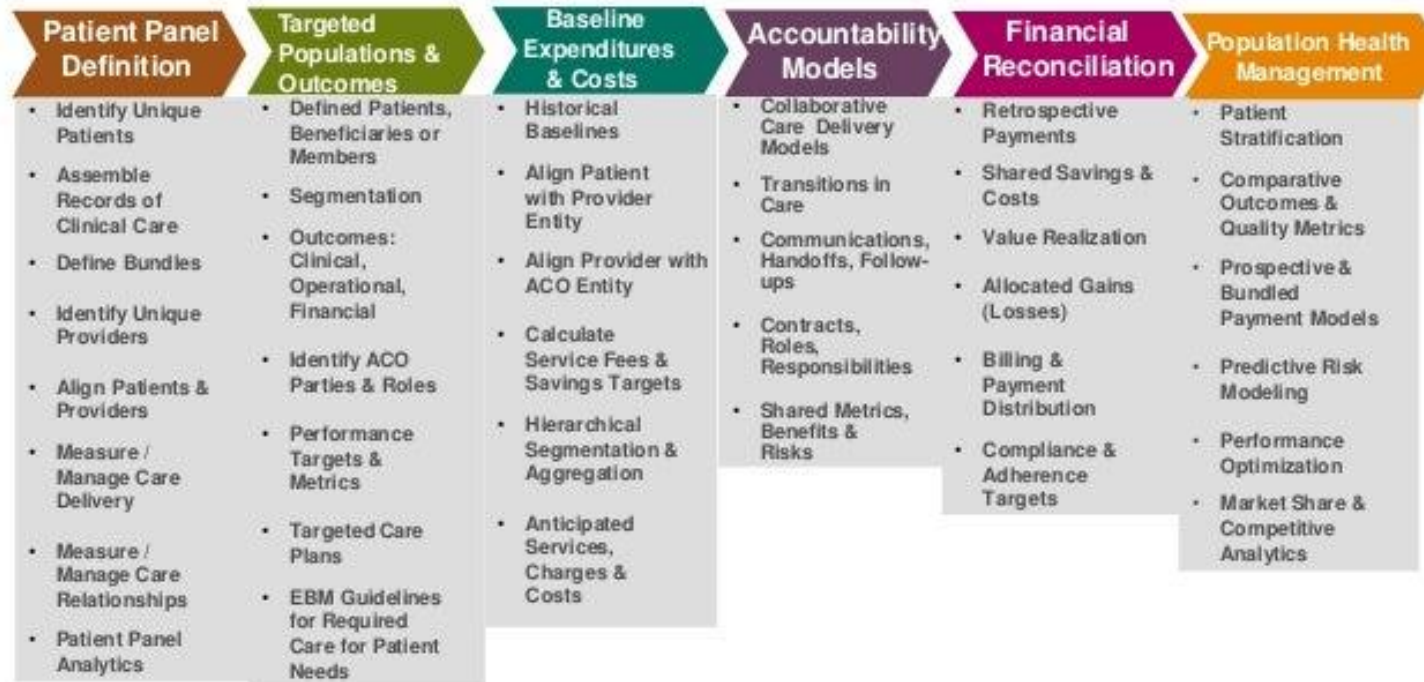 Patient Panel
Definition
• Identify Unique
Patients
• Assemble
Records of
Clinical Care
• Define Bundles
• Identify Unique
Providers
• Align Patients &
Providers
• Measure /
Manage Care
Delivery
• Measure /
Manage Care
Relationships
• Patient Panel
Analytics
Targeted
Populations &
Outcomes
• Defined Patients,
Beneficiaries or
Members
• Segmentation
• Outcomes:
Clinical,
Operational,
Financial
• Identify ACO
Parties & Roles
• Performance
Targets &
Metrics
• Targeted Care
Plans
• EBM Guidelines
for Required
Care for Patient
Needs
Baseline
Expenditures
& Costs
• Historical
Baselines
• Align Patient
with Provider
Entity
• Align Provider with
ACO Entity
• Calculate
Service Fees &
Savings Targets
• Hierarchical
Segmentation &
Aggregation
• Anticipated
Services,
Charges &
Costs
Accountability
Models
• Collaborative
Care Delivery
Models
• Transitions in
Care
• Communications,
Handoffs, Follow-
ups
• Contracts,
Roles,
Responsibilities
• Shared Metrics,
Benefits &
Risks
Financial
Reconciliation
• Retrospective
Payments
• Shared Savings &
Costs
• Value Realization
• Allocated Gains
(Losses)
• Billing &
Payment
Distribution
• Compliance &
Adherence
Targets
Population Health
Management
• Patient
Stratification
• Comparative
Outcomes &
Quality Metrics
• Prospective &
Bundled
Payment Models
• Predictive Risk
Modeling
• Performance
Optimization
• Market Share &
Competitive
Analytics